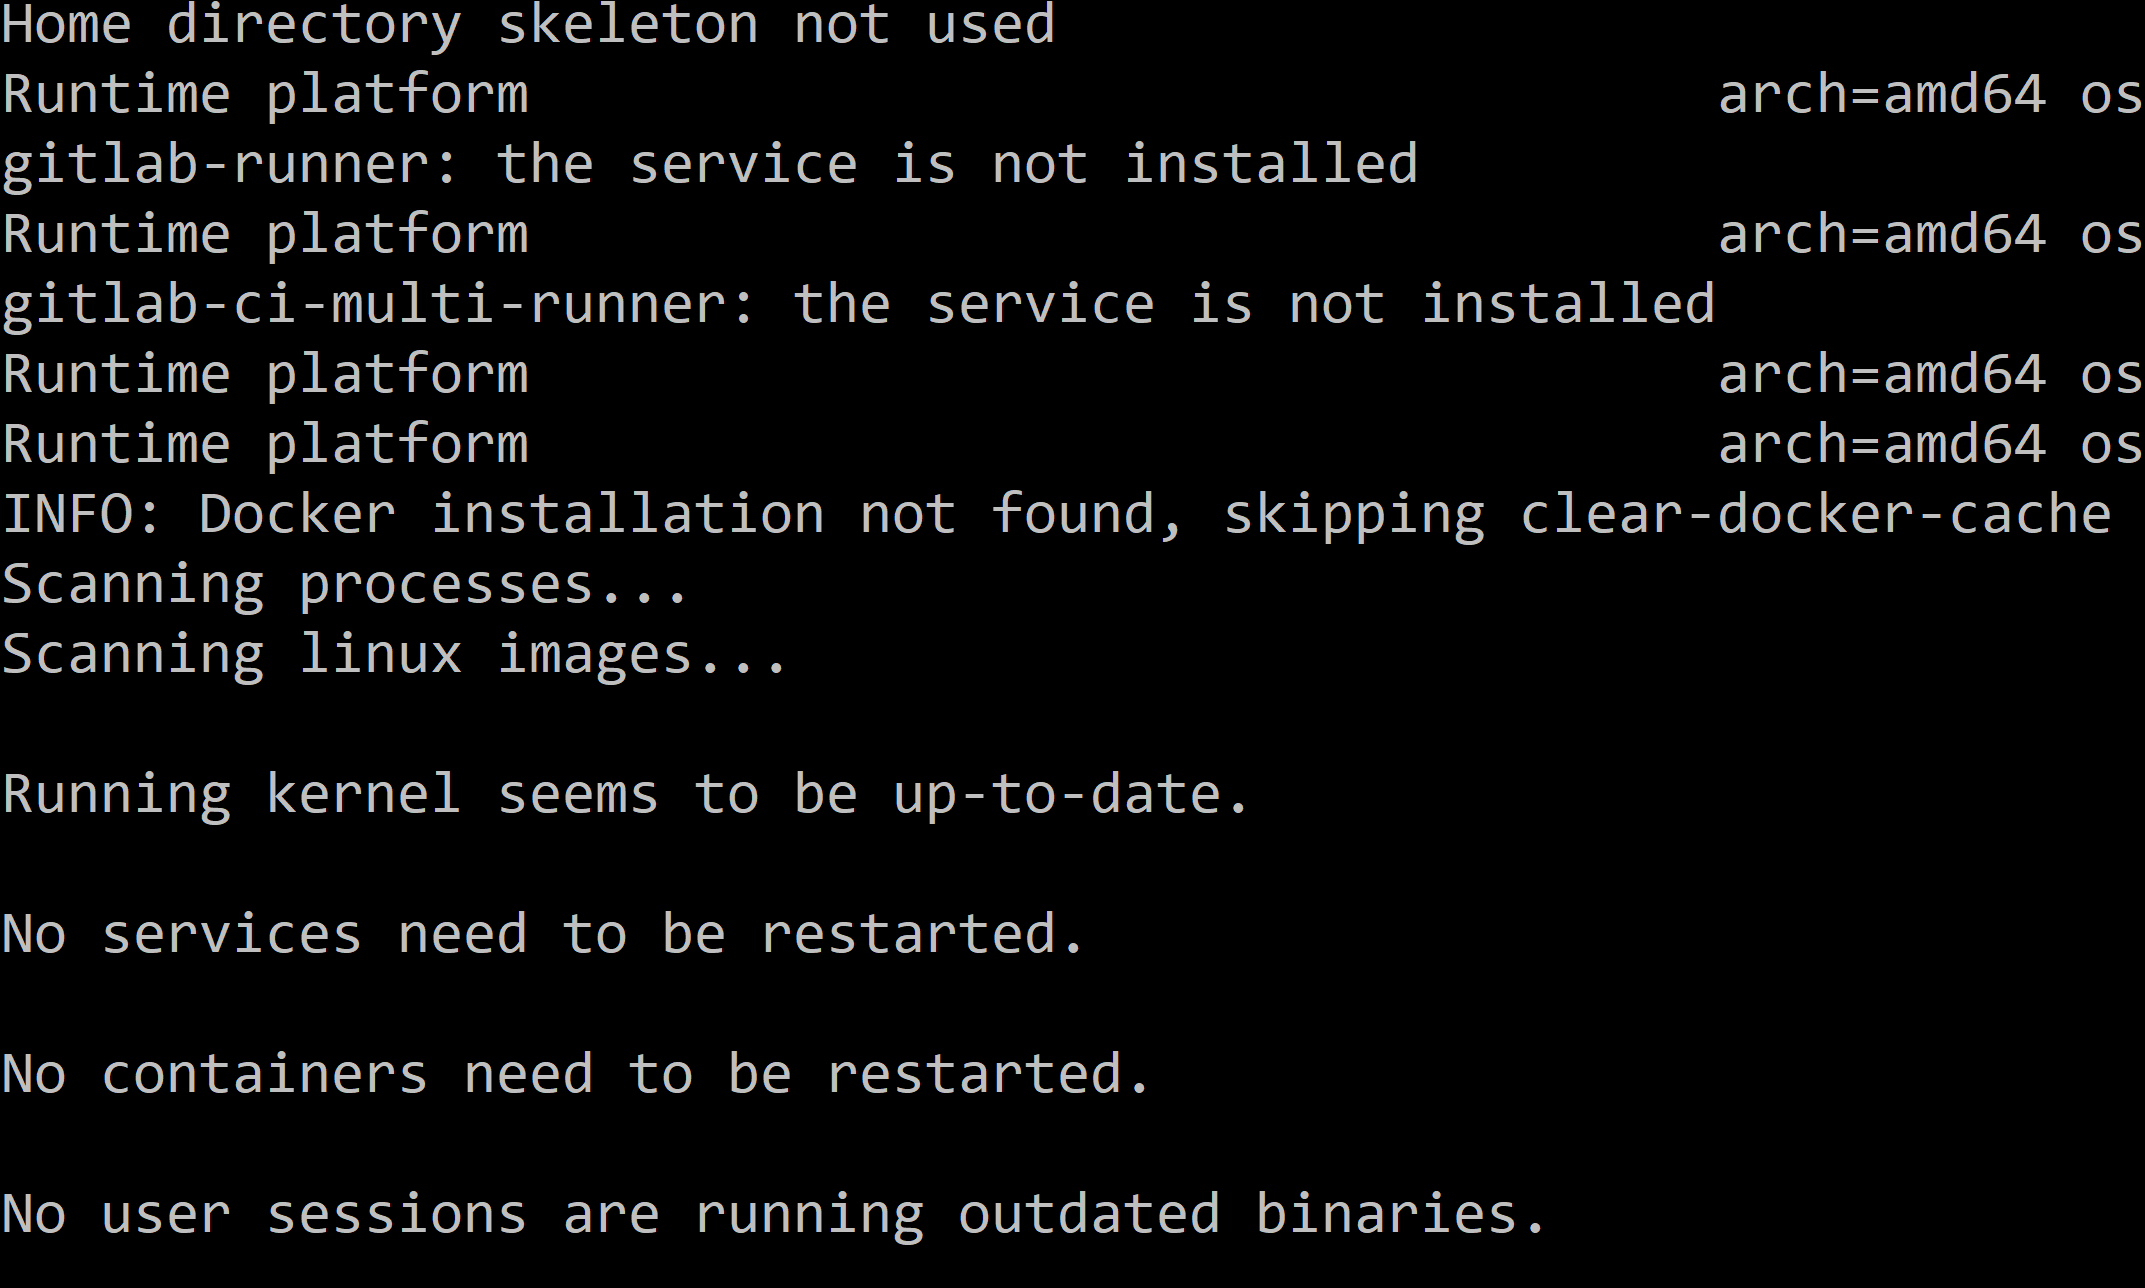 Home directory skeleton not used
Runtime platform arch=amd64 os
gitlab-runner: the service is not installed
Runtime platform arch=amd64 os
gitlab-ci-multi-runner: the service is not installed
Runtime platform arch=amd64 os
Runtime platform arch=amd64 os
INFO: Docker installation not found, skipping clear-docker-cache
Scanning processes...
Scanning linux images...
Running kernel seems to be up-to-date.
No services need to be restarted.
No containers need to be restarted.
No user sessions are running outdated binaries.